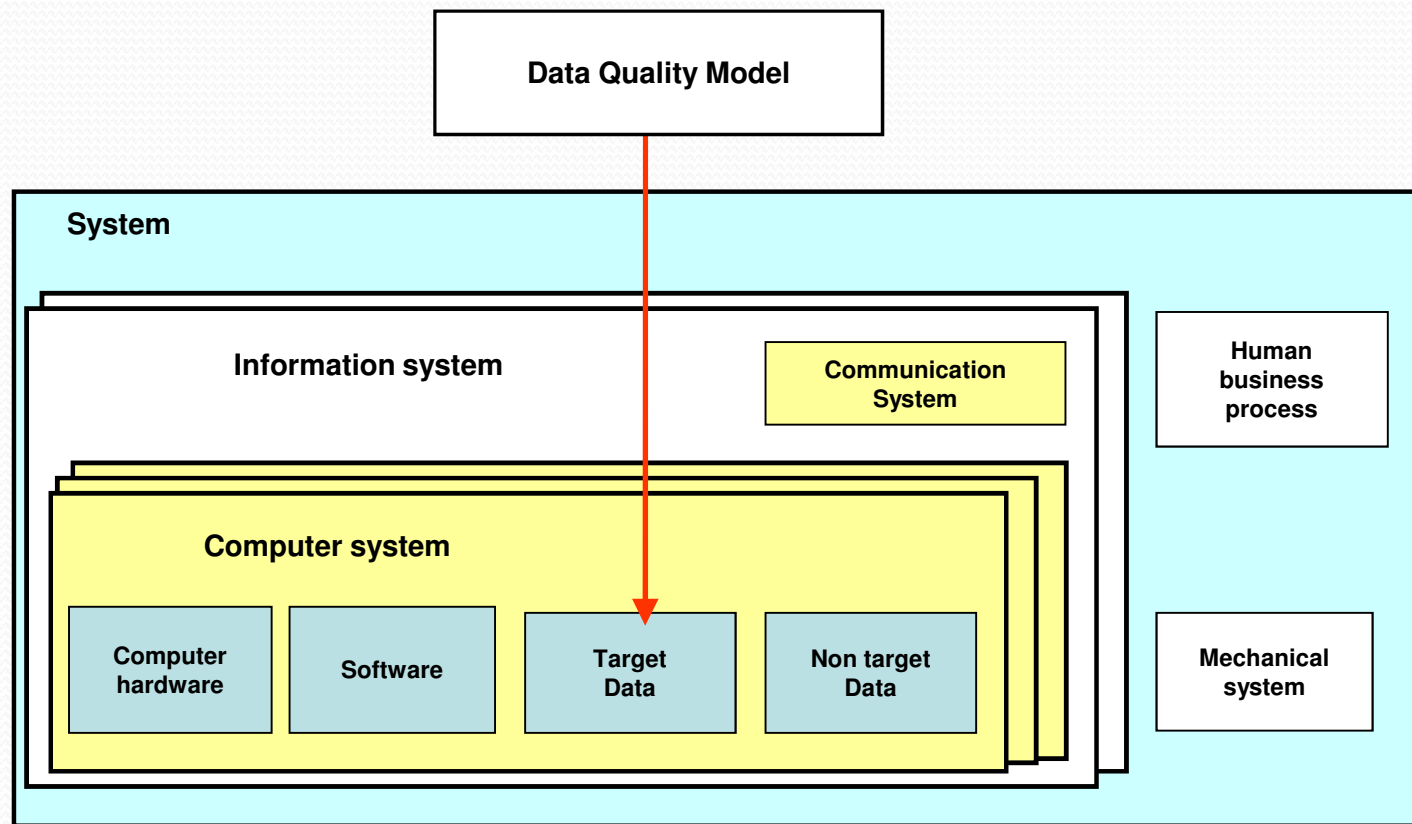 Data Quality Model
System
Information system
Communication
System
Human
business
process
Computer system
Computer
hardware
Software
Target
Data
Non target
Data
Mechanical
system